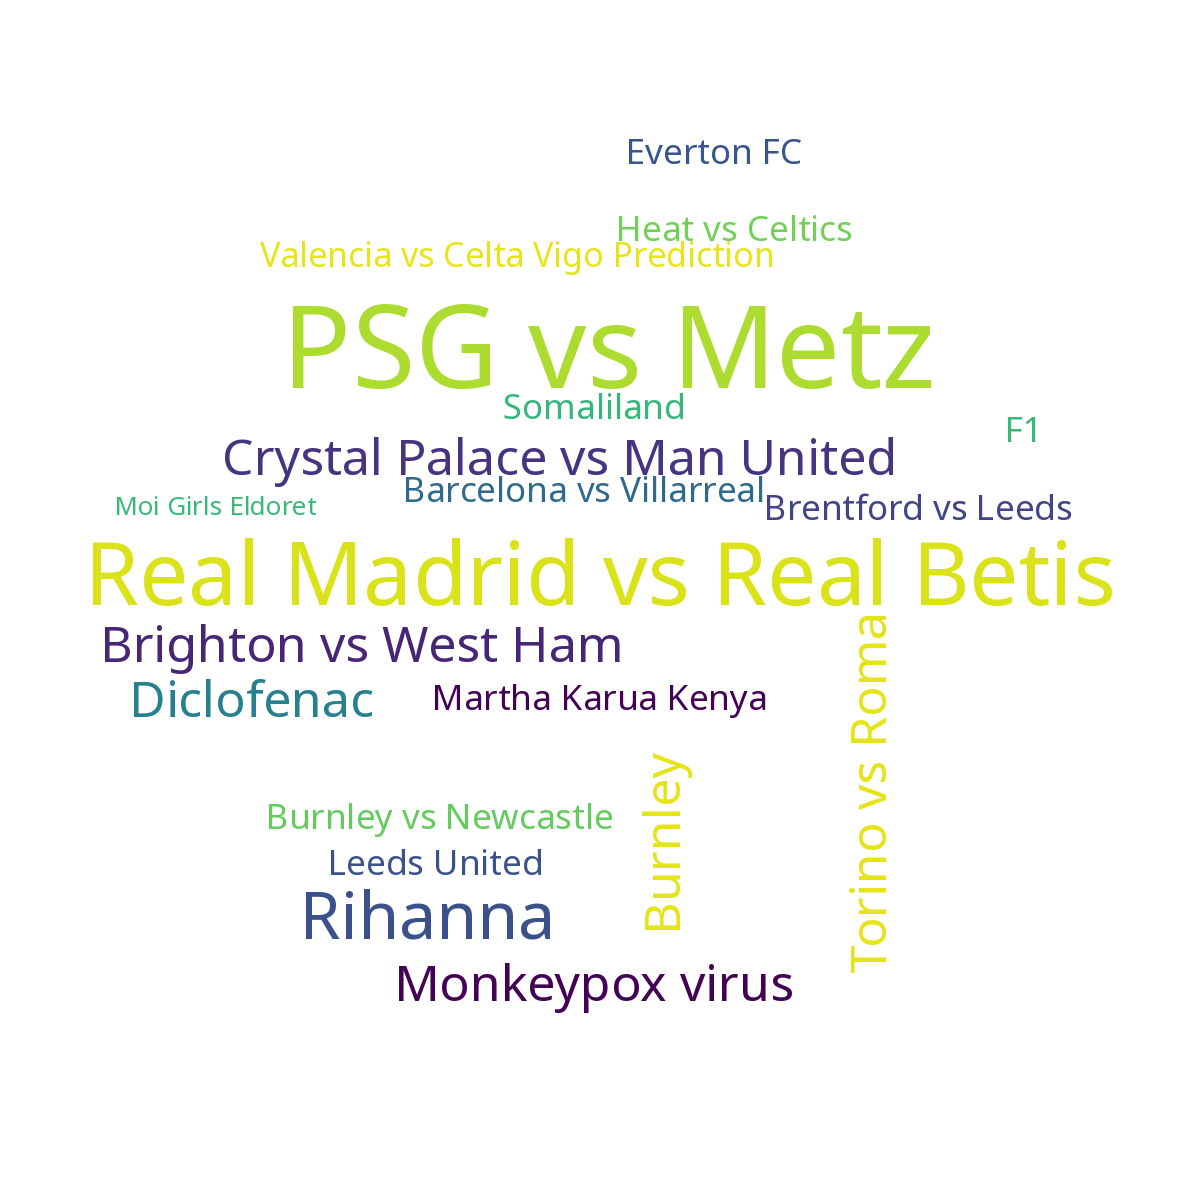 Everton FC
Heat vs Celtics
Valencia vs Celta Vigo Prediction
PSG vs Metz
Somaliland
F1
Crystal Palace vs Man United
Barcelona vs Villarreal
Moi Girls Eldoret
Brentford vs Leeds
Real Madrid vs Real Betis
Brighton vs West Ham
Diclofenac
Martha Karua Kenya
Torino vs Roma
Burnley
Burnley vs Newcastle
Leeds United
Rihanna
Monkeypox virus